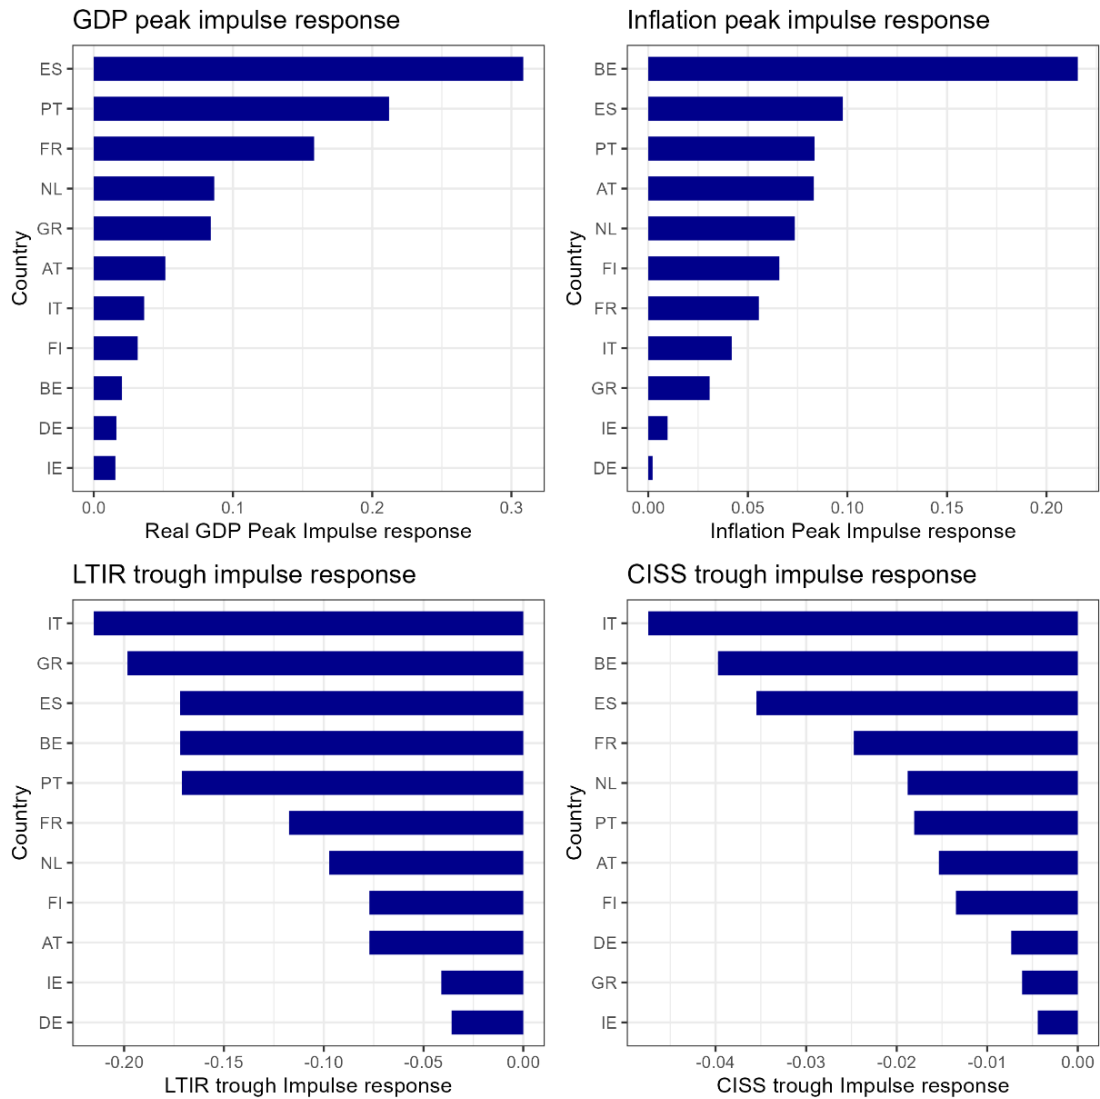 GDP peak impulse response
Country
ES
PT
FR
NL
GR
AT
IT
FI
BE
DE
IE
0.0 0.1 0.2 0.3
Real GDP Peak Impulse response
Inflation peak impulse response
Country
BE
ES
PT
AT
NL
FI
FR
IT
GR
IE
DE
0.00 0.05 0.10 0.15 0.20
Inflation Peak Impulse response
LTIR trough impulse response
Country
IT
GR
ES
BE
PT
FR
NL
FI
AT
IE
DE
-0.20 -0.15 -0.10 -0.05 0.00
LTIR trough Impulse response
CISS trough impulse response
Country
IT
BE
ES
FR
NL
PT
AT
FI
DE
GR
IE
-0.04 -0.03 -0.02 -0.01 0.00
CISS trough Impulse response